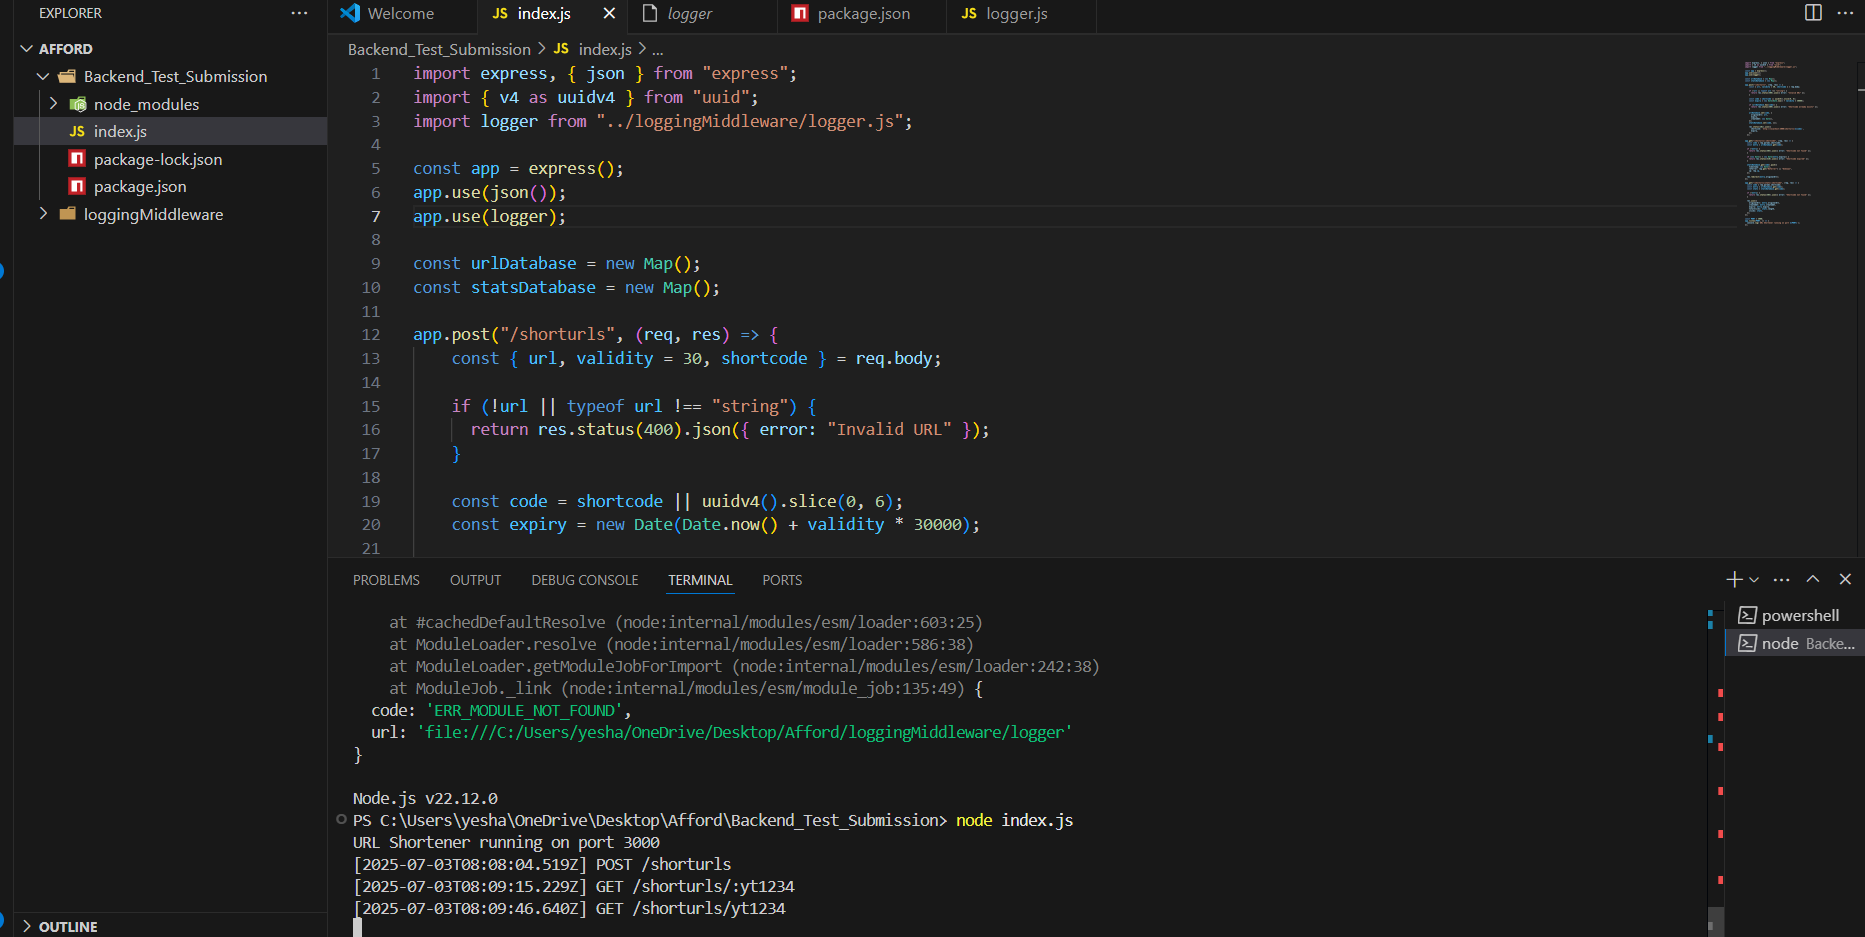 EXPLORER
AFFORD
Backend_Test_Submission
node_modules
JS index.js
package-lock.json
package.json
loggingMiddleware
OUTLINE
Welcome JS index.js logger package.json JS logger.js
Backend_Test_Submission > JS index.js > ...
1 import express, { json } from "express";
2 import { v4 as uuidv4 } from "uuid";
3 import logger from "../loggingMiddleware/logger.js";
4
5 const app = express();
6 app.use(json());
7 app.use(logger);
8
9 const urlDatabase = new Map();
10 const statsDatabase = new Map();
11
12 app.post("/shorturls", (req, res) => {
13 const { url, validity = 30, shortcode } = req.body;
14
15 if (!url || typeof url !== "string") {
16 return res.status(400).json({ error: "Invalid URL" });
17 }
18
19 const code = shortcode || uuidv4().slice(0, 6);
20 const expiry = new Date(Date.now() + validity * 30000);
21
PROBLEMS OUTPUT DEBUG CONSOLE TERMINAL PORTS
at #cachedDefaultResolve (node:internal/modules/esm/loader:603:25)
at ModuleLoader.resolve (node:internal/modules/esm/loader:586:38)
at ModuleLoader.getModuleJobForImport (node:internal/modules/esm/loader:242:38)
at ModuleJob._link (node:internal/modules/esm/module_job:135:49) {
code: 'ERR_MODULE_NOT_FOUND',
url: 'file:///C:/Users/yesha/OneDrive/Desktop/Afford/loggingMiddleware/logger'
}
Node.js v22.12.0
PS C:\Users\yesha\OneDrive\Desktop\Afford\Backend_Test_Submission> node index.js
URL Shortener running on port 3000
[2025-07-03T08:08:04.519Z] POST /shorturls
[2025-07-03T08:09:15.229Z] GET /shorturls/:yt1234
[2025-07-03T08:09:46.640Z] GET /shorturls/yt1234
powershell
node Backe...